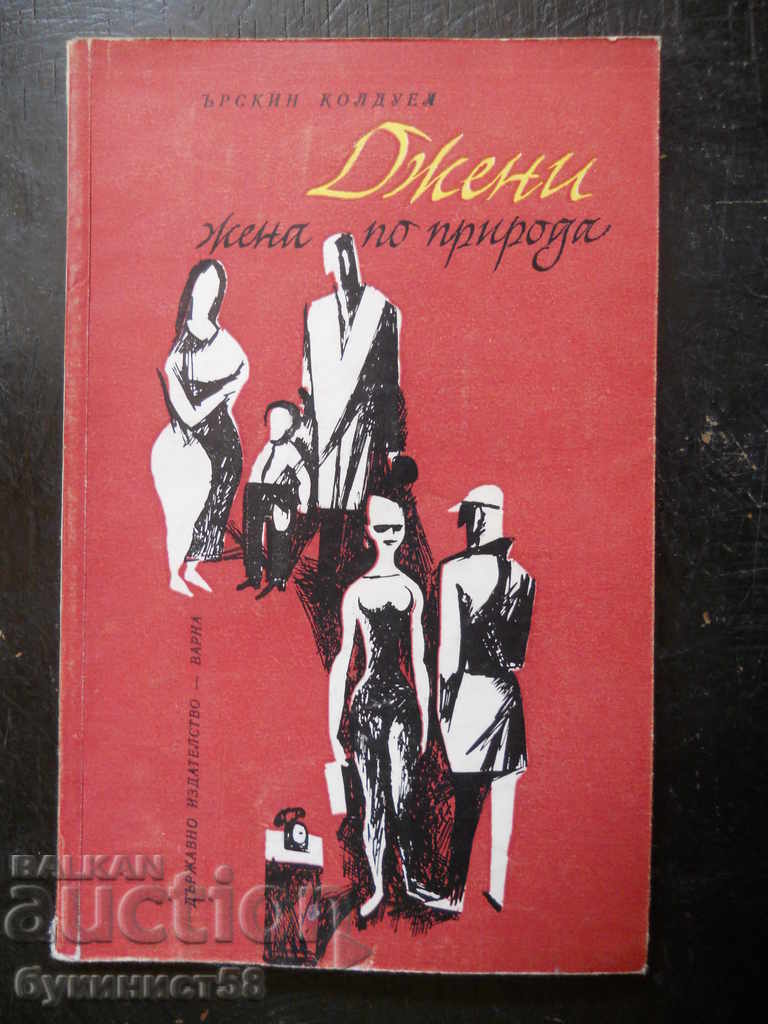 ЪРСКИН КОЛДУЕЛ
Джени
жена по природа
ДЪРЖАВНО ИЗДАТЕЛСТВО – ВАРНА
BALKAN
auction
букинист58